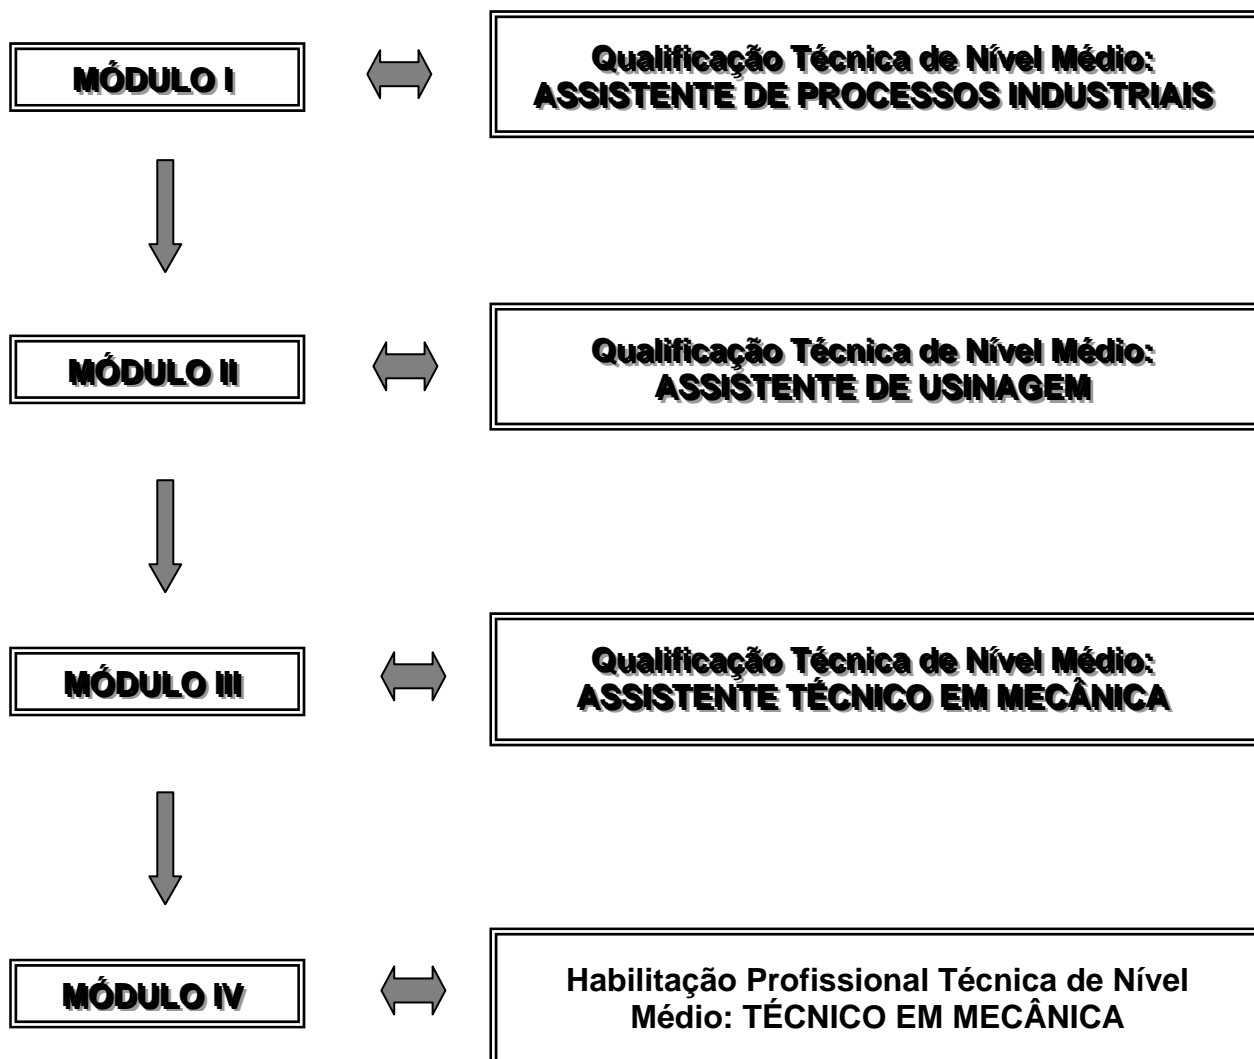 MÓDULO I
Qualificação Técnica de Nível Médio:
ASSISTENTE DE PROCESSOS INDUSTRIAIS
MÓDULO II
Qualificação Técnica de Nível Médio:
ASSISTENTE DE USINAGEM
MÓDULO III
Qualificação Técnica de Nível Médio:
ASSISTENTE TÉCNICO EM MECÂNICA
MÓDULO IV
Habilitação Profissional Técnica de Nível
Médio: TÉCNICO EM MECÂNICA